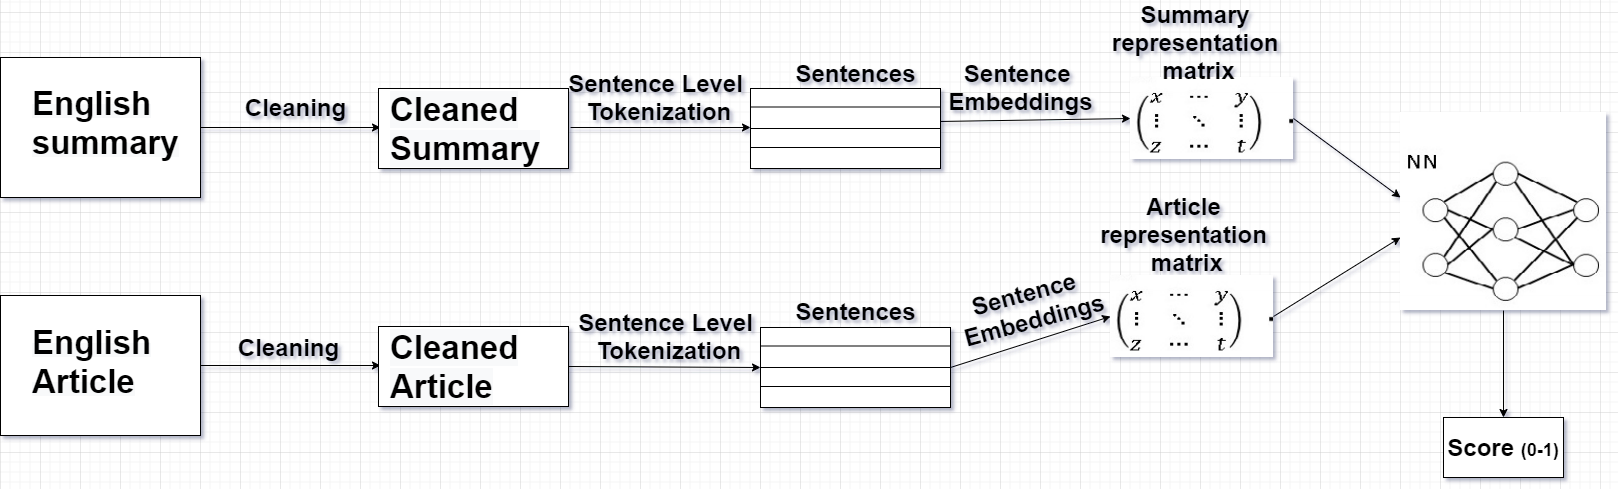 English
summary
Cleaning
Cleaned
Summary
Sentence Level
Tokenization
Sentences
Sentence
Embeddings
Summary
representation
matrix
x ⋯ y
⋮ ⋱ ⋮
z ⋯ t
NN
English
Article
Cleaning
Cleaned
Article
Sentence Level
Tokenization
Sentences
Sentence
Embeddings
Article
representation
matrix
x ⋯ y
⋮ ⋱ ⋮
z ⋯ t
Score (0-1)